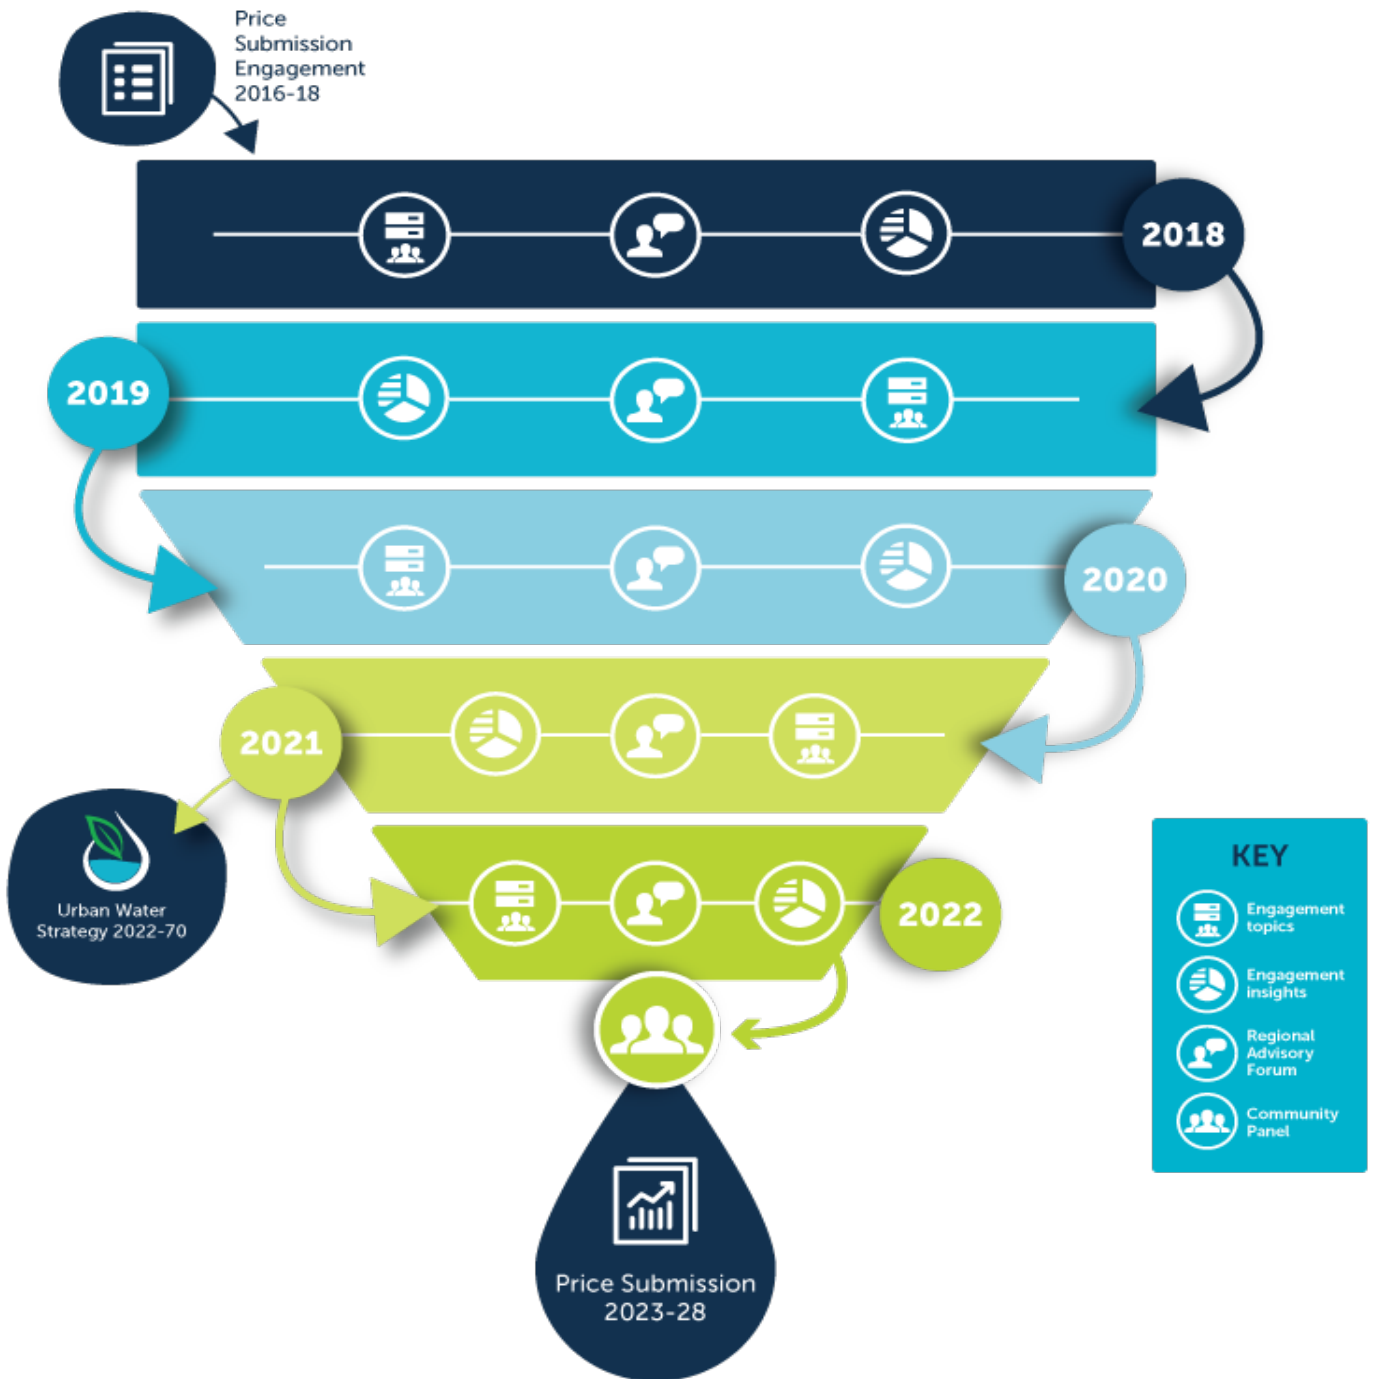 Price
Submission
Engagement
2016-18
2018
2019
2020
2021
Urban Water
Strategy 2022-70
2022
KEY
Engagement
topics
Engagement
insights
Regional
Advisory
Forum
Community
Panel
Price Submission
2023-28